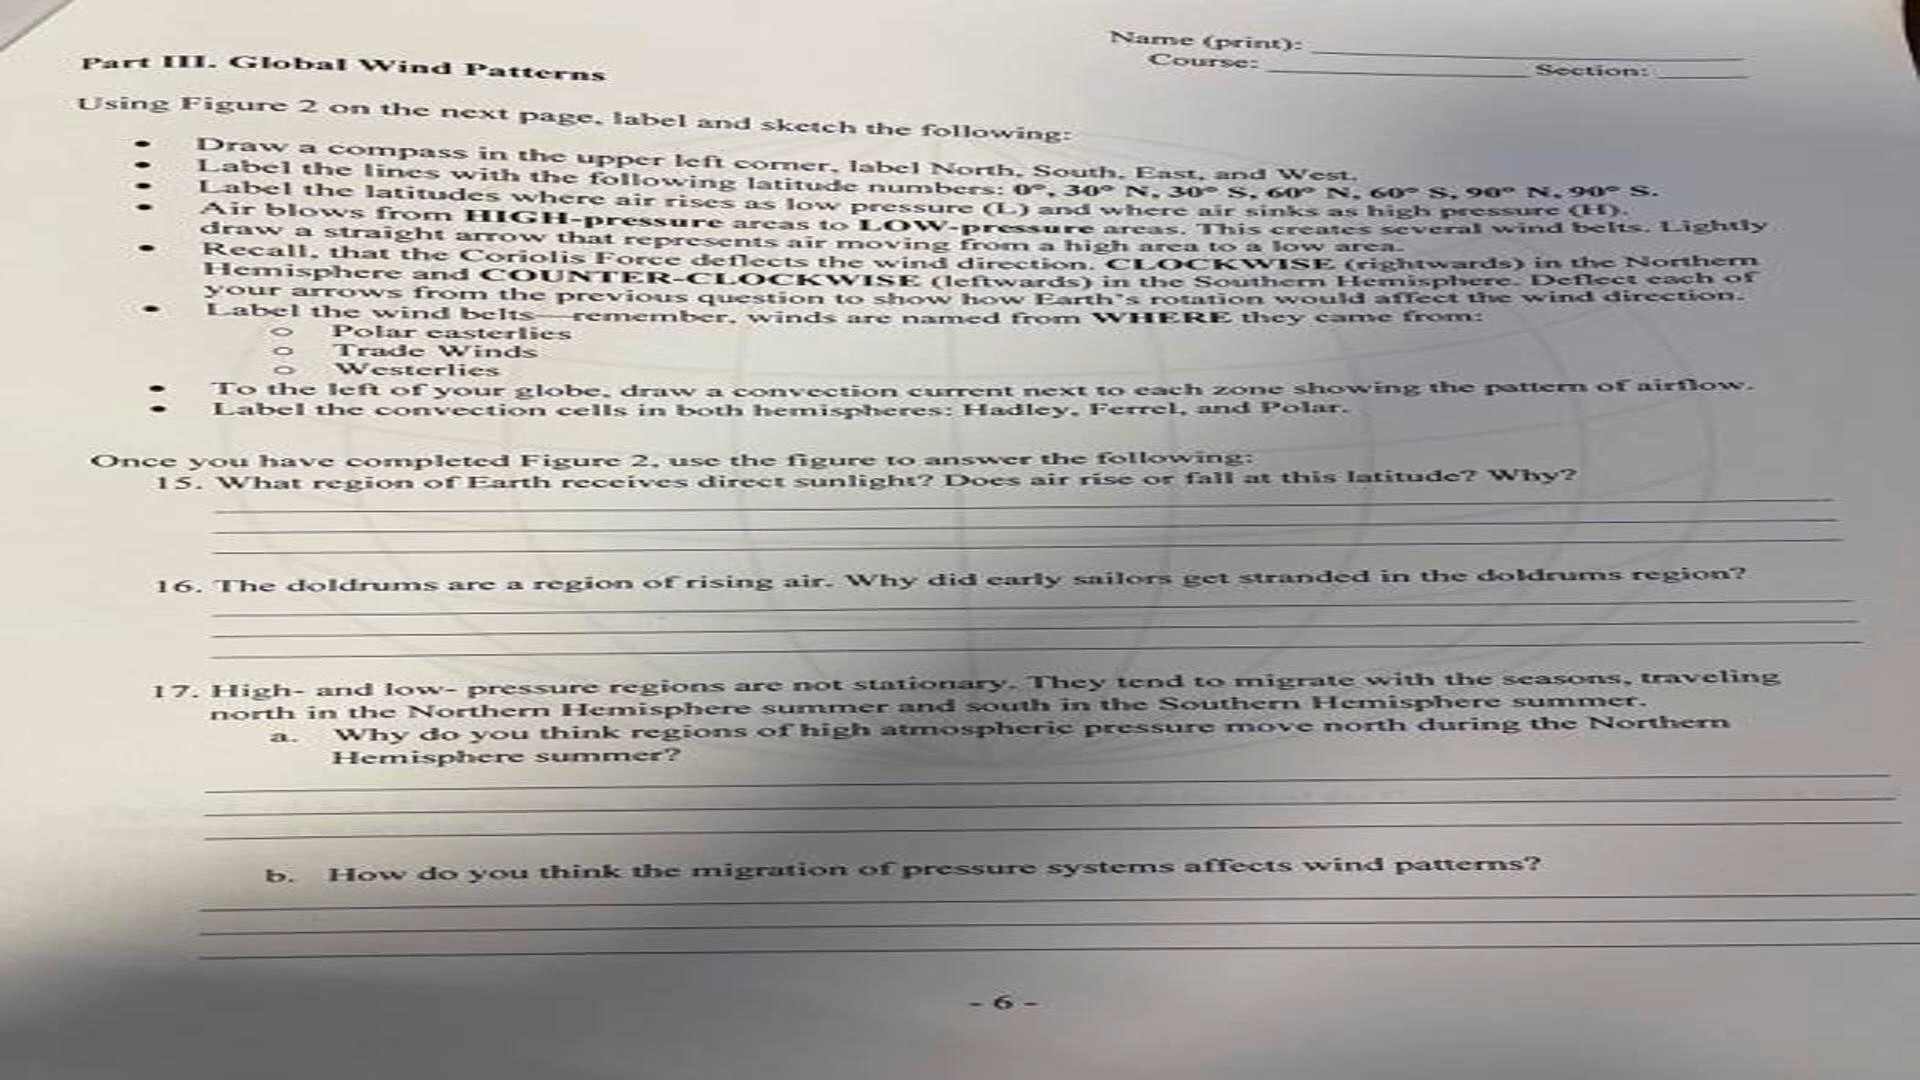 Name (print):
Course: Section:
Part III. Global Wind Patterns
Using Figure 2 on the next page, label and sketch the following:
• Draw a compass in the upper left corner, label North, South, East, and West.
• Label the lines with the following latitude numbers: 0°, 30° N, 30° S, 60° N, 60° S, 90° N, 90° S.
• Label the latitudes where air rises as low pressure (L) and where air sinks as high pressure (H).
• Air blows from HIGH-pressure areas to LOW-pressure areas. This creates several wind belts. Lightly
draw a straight arrow that represents air moving from a high area to a low area.
• Recall, that the Coriolis Force deflects the wind direction. CLOCKWISE (rightwards) in the Northern
Hemisphere and COUNTER-CLOCKWISE (leftwards) in the Southern Hemisphere. Deflect each of
your arrows from the previous question to show how Earth's rotation would affect the wind direction.
• Label the wind belts—remember, winds are named from WHERE they came from:
○ Polar easterlies
○ Trade Winds
○ Westerlies
• To the left of your globe, draw a convection current next to each zone showing the pattern of airflow.
• Label the convection cells in both hemispheres: Hadley, Ferrel, and Polar.
Once you have completed Figure 2, use the figure to answer the following:
15. What region of Earth receives direct sunlight? Does air rise or fall at this latitude? Why?
16. The doldrums are a region of rising air. Why did early sailors get stranded in the doldrums region?
17. High- and low- pressure regions are not stationary. They tend to migrate with the seasons, traveling
north in the Northern Hemisphere summer and south in the Southern Hemisphere summer.
a. Why do you think regions of high atmospheric pressure move north during the Northern
Hemisphere summer?
b. How do you think the migration of pressure systems affects wind patterns?
- 6 -